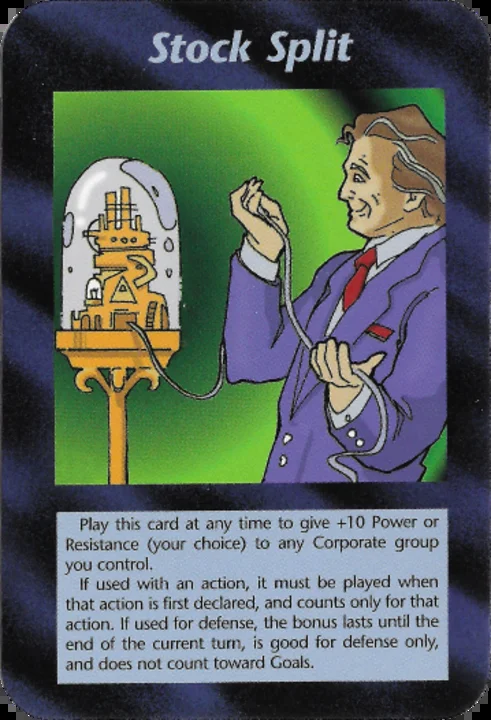 Stock Split
Play this card at any time to give +10 Power or
Resistance (your choice) to any Corporate group
you control.
If used with an action, it must be played when
that action is first declared, and counts only for that
action. If used for defense, the bonus lasts until the
end of the current turn, is good for defense only,
and does not count toward Goals.